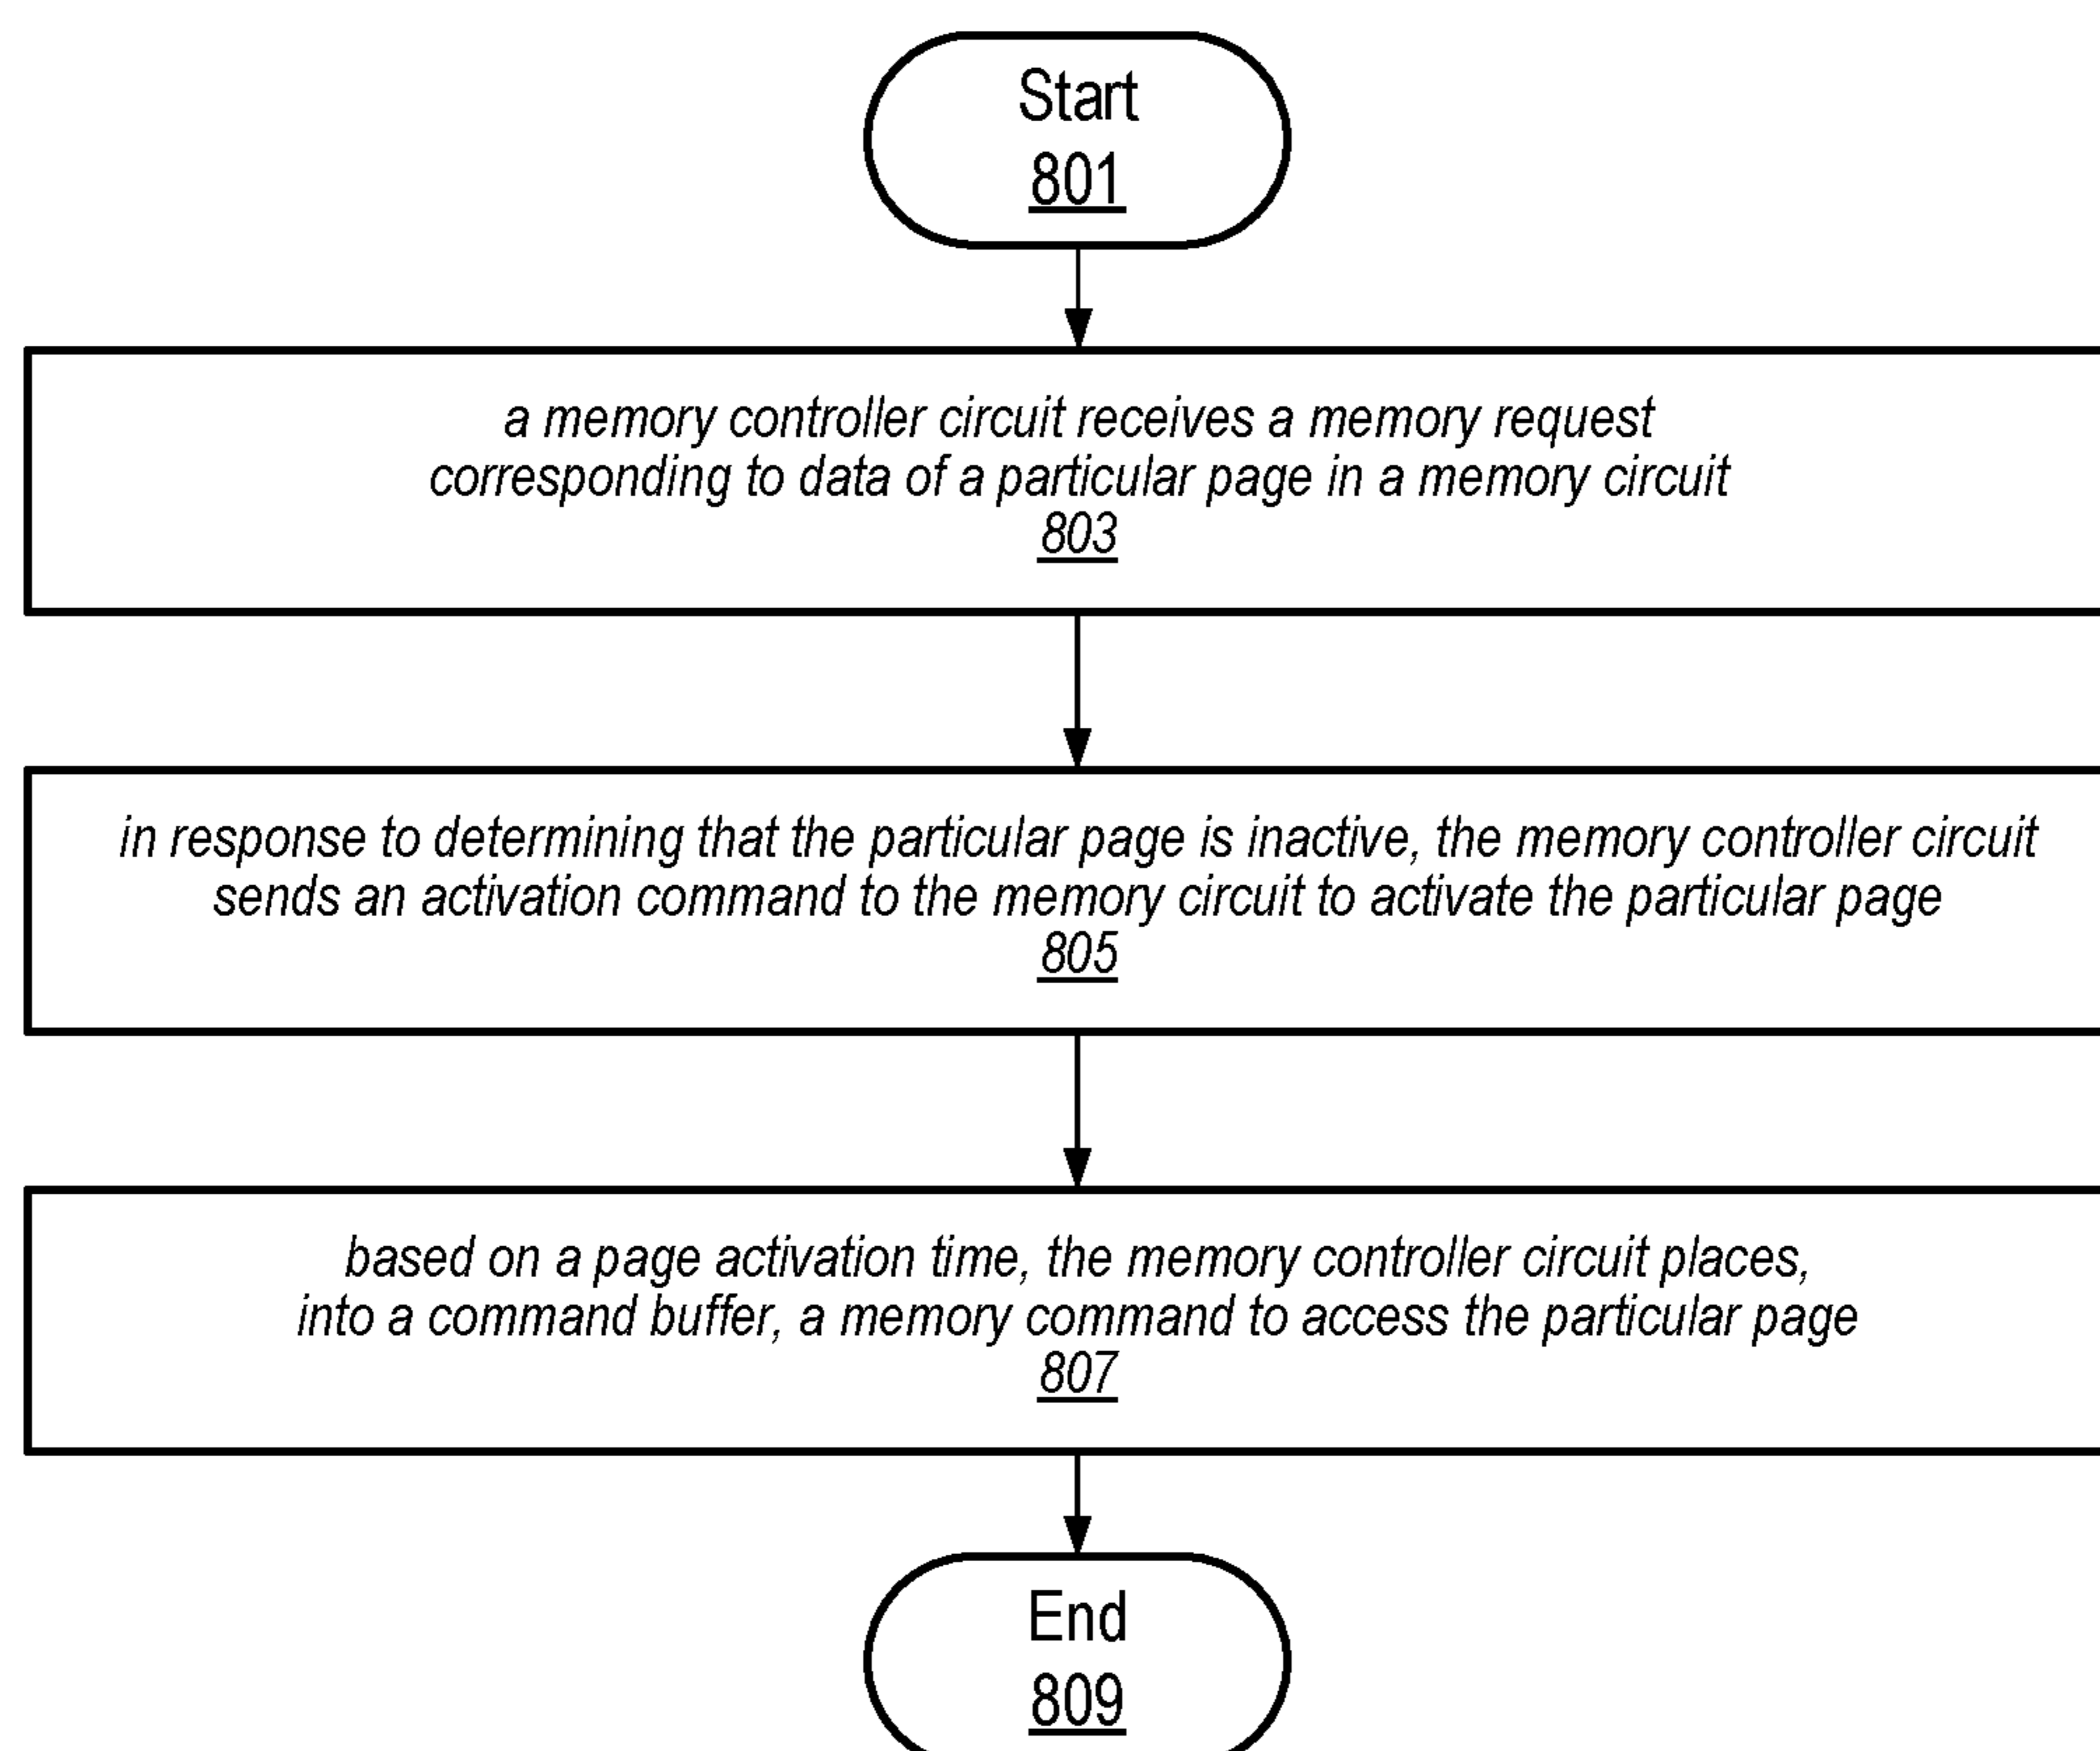 Start
801
a memory controller circuit receives a memory request
corresponding to data of a particular page in a memory circuit
803
in response to determining that the particular page is inactive, the memory controller circuit
sends an activation command to the memory circuit to activate the particular page
805
based on a page activation time, the memory controller circuit places,
into a command buffer, a memory command to access the particular page
807
End
809